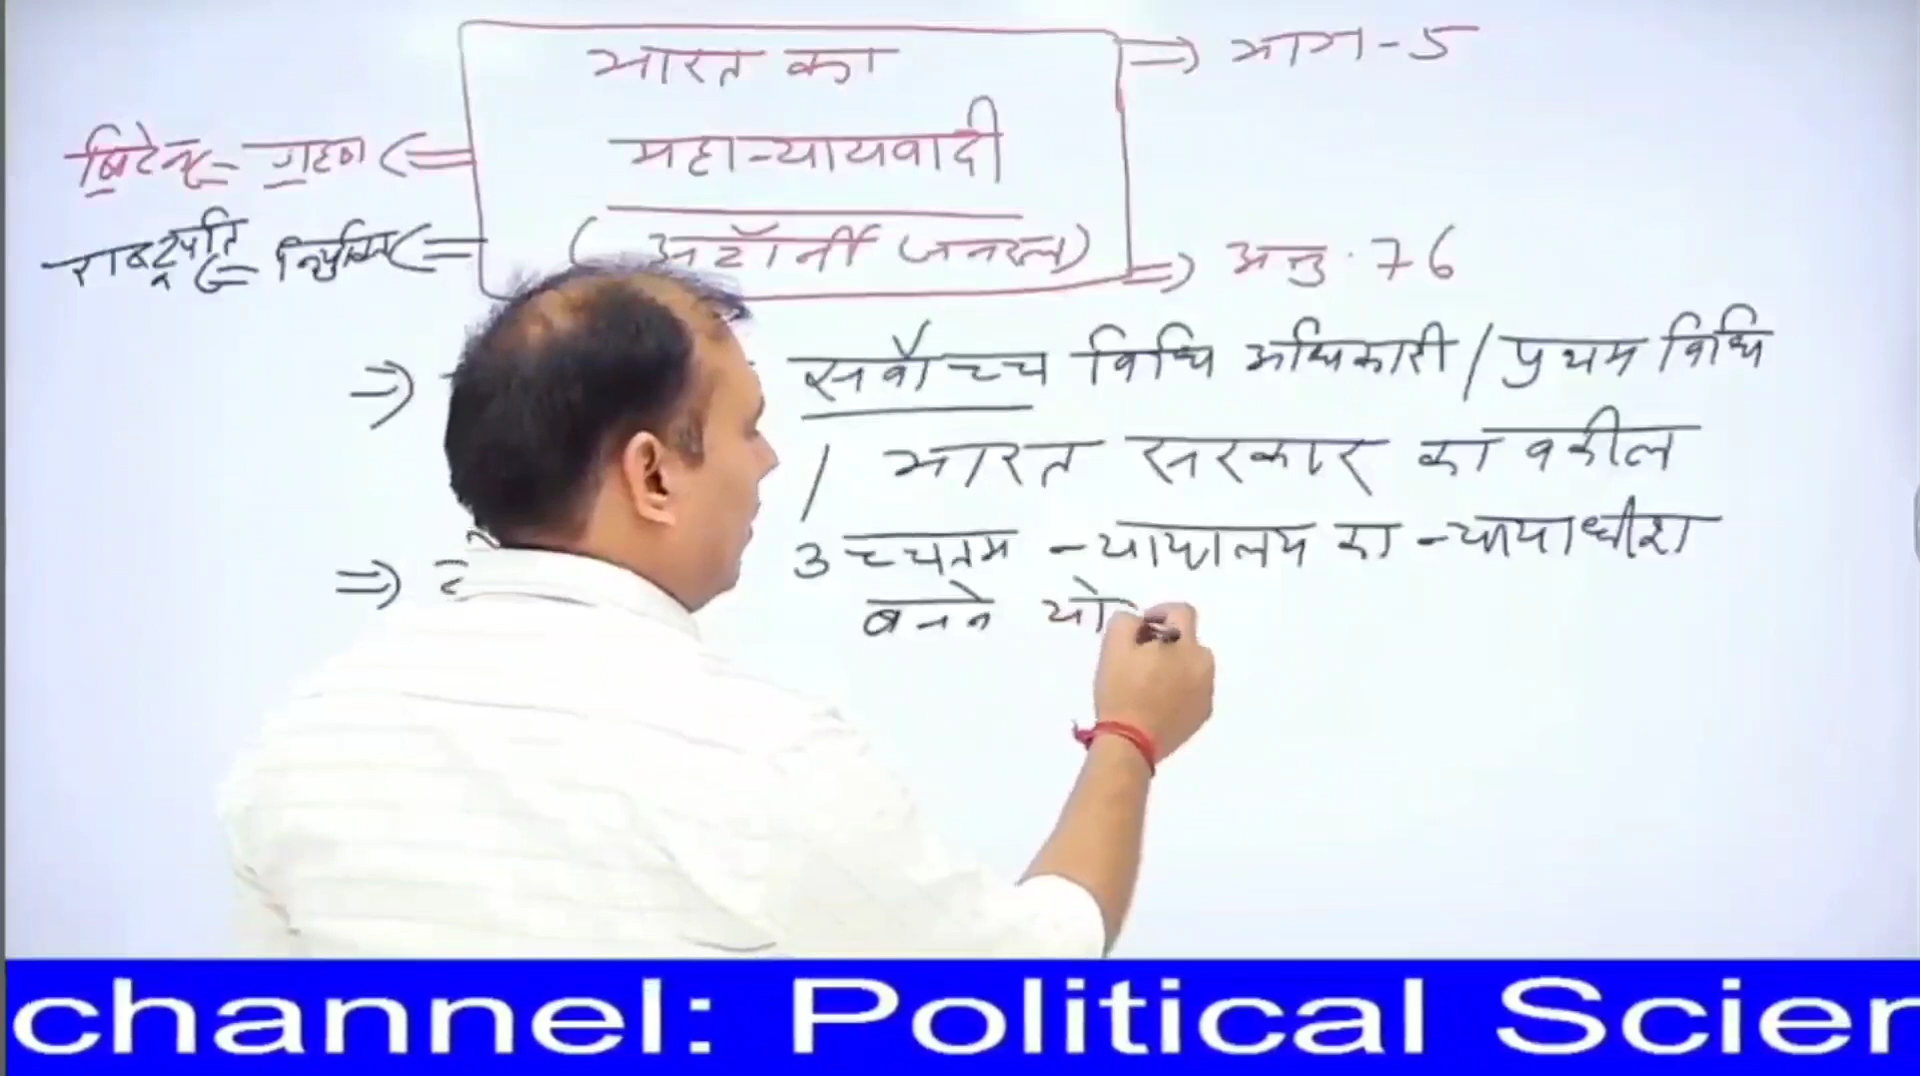 भारत का ⇒ भाग-5
ब्रिटेन - ग्रहण ⇐ महान्यायवादी
राष्ट्रपति - नियुक्ति ⇐ (अटॉर्नी जनरल) ⇒ अनु. 76
⇒ सर्वोच्च विधि अधिकारी / प्रथम विधि
/ भारत सरकार का वकील
⇒ उच्चतम न्यायालय का न्यायाधीश
बनने यो
channel: Political Scien